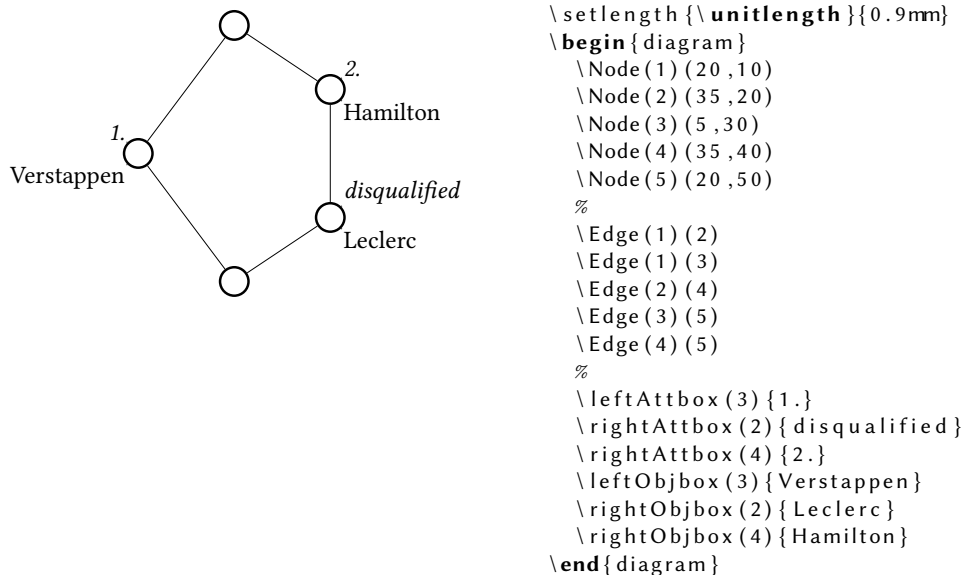 2.
Hamilton
1.
Verstappen
disqualified
Leclerc
\setlength{\unitlength}{0.9mm}
\begin{diagram}
\Node(1)(20,10)
\Node(2)(35,20)
\Node(3)(5,30)
\Node(4)(35,40)
\Node(5)(20,50)
%
\Edge(1)(2)
\Edge(1)(3)
\Edge(2)(4)
\Edge(3)(5)
\Edge(4)(5)
%
\leftAttbox(3){1.}
\rightAttbox(2){disqualified}
\rightAttbox(4){2.}
\leftObjbox(3){Verstappen}
\rightObjbox(2){Leclerc}
\rightObjbox(4){Hamilton}
\end{diagram}